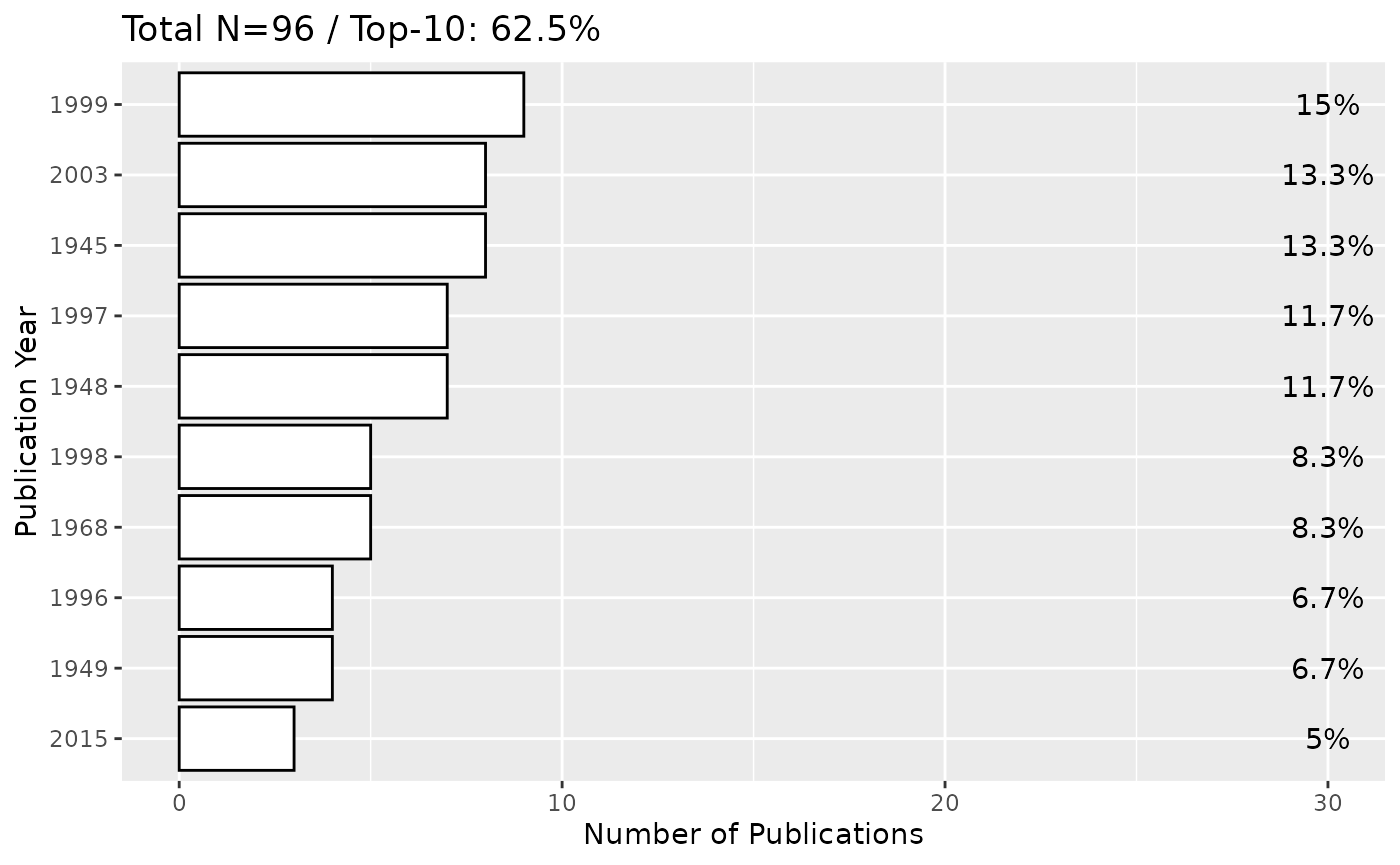 Total N=96 / Top-10: 62.5%
Publication Year
1999 15%
2003 13.3%
1945 13.3%
1997 11.7%
1948 11.7%
1998 8.3%
1968 8.3%
1996 6.7%
1949 6.7%
2015 5%
0 10 20 30
Number of Publications